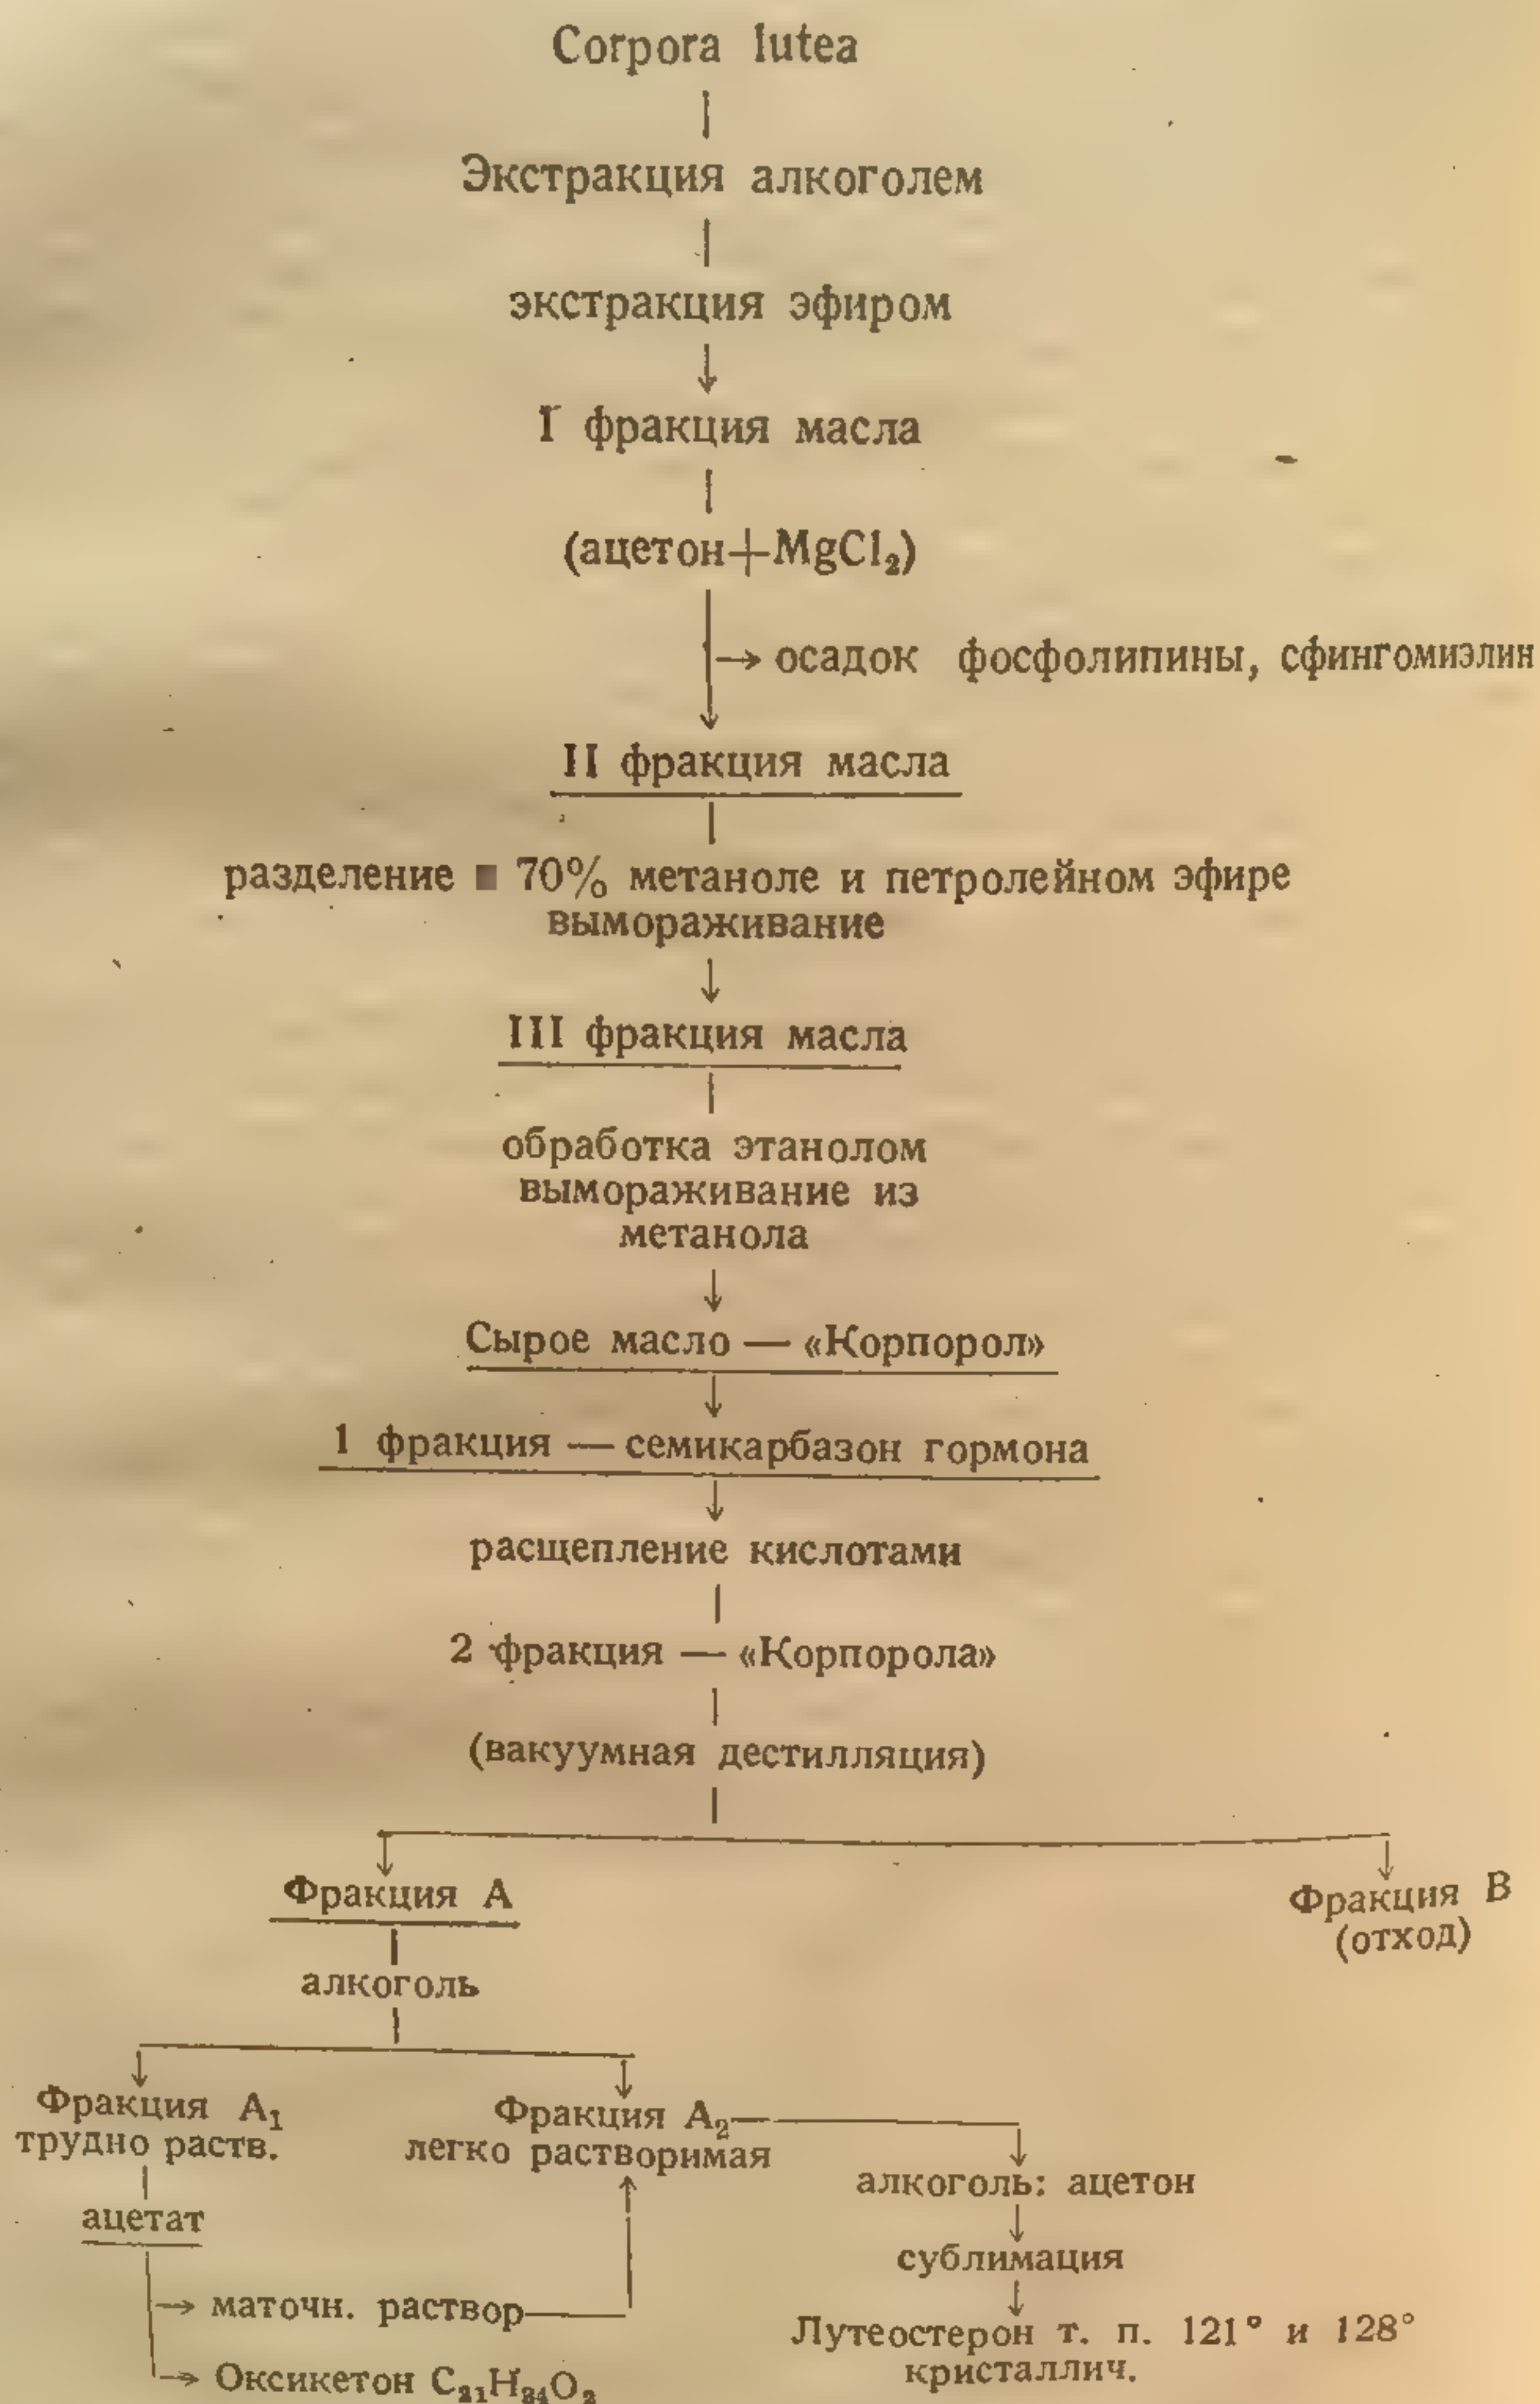 Corpora lutea
Экстракция алкоголем
экстракция эфиром
I фракция масла
(ацетон+MgCl₂)
осадок фосфолипины, сфингомиэлин
II фракция масла
разделение 70% метаноле и петролейном эфире
вымораживание
III фракция масла
обработка этанолом
вымораживание из
метанола
Сырое масло — «Корпорол»
1 фракция — семикарбазон гормона
расщепление кислотами
2 фракция — «Корпорола»
(вакуумная дестилляция)
Фракция А
Фракция В
(отход)
алкоголь
Фракция А₁
трудно раств.
Фракция А₂
легко растворимая
ацетат
алкоголь: ацетон
сублимация
маточн. раствор
Лутеостерон т. п. 121° и 128°
кристаллич.
Оксикетон C₂₁H₃₄O₂